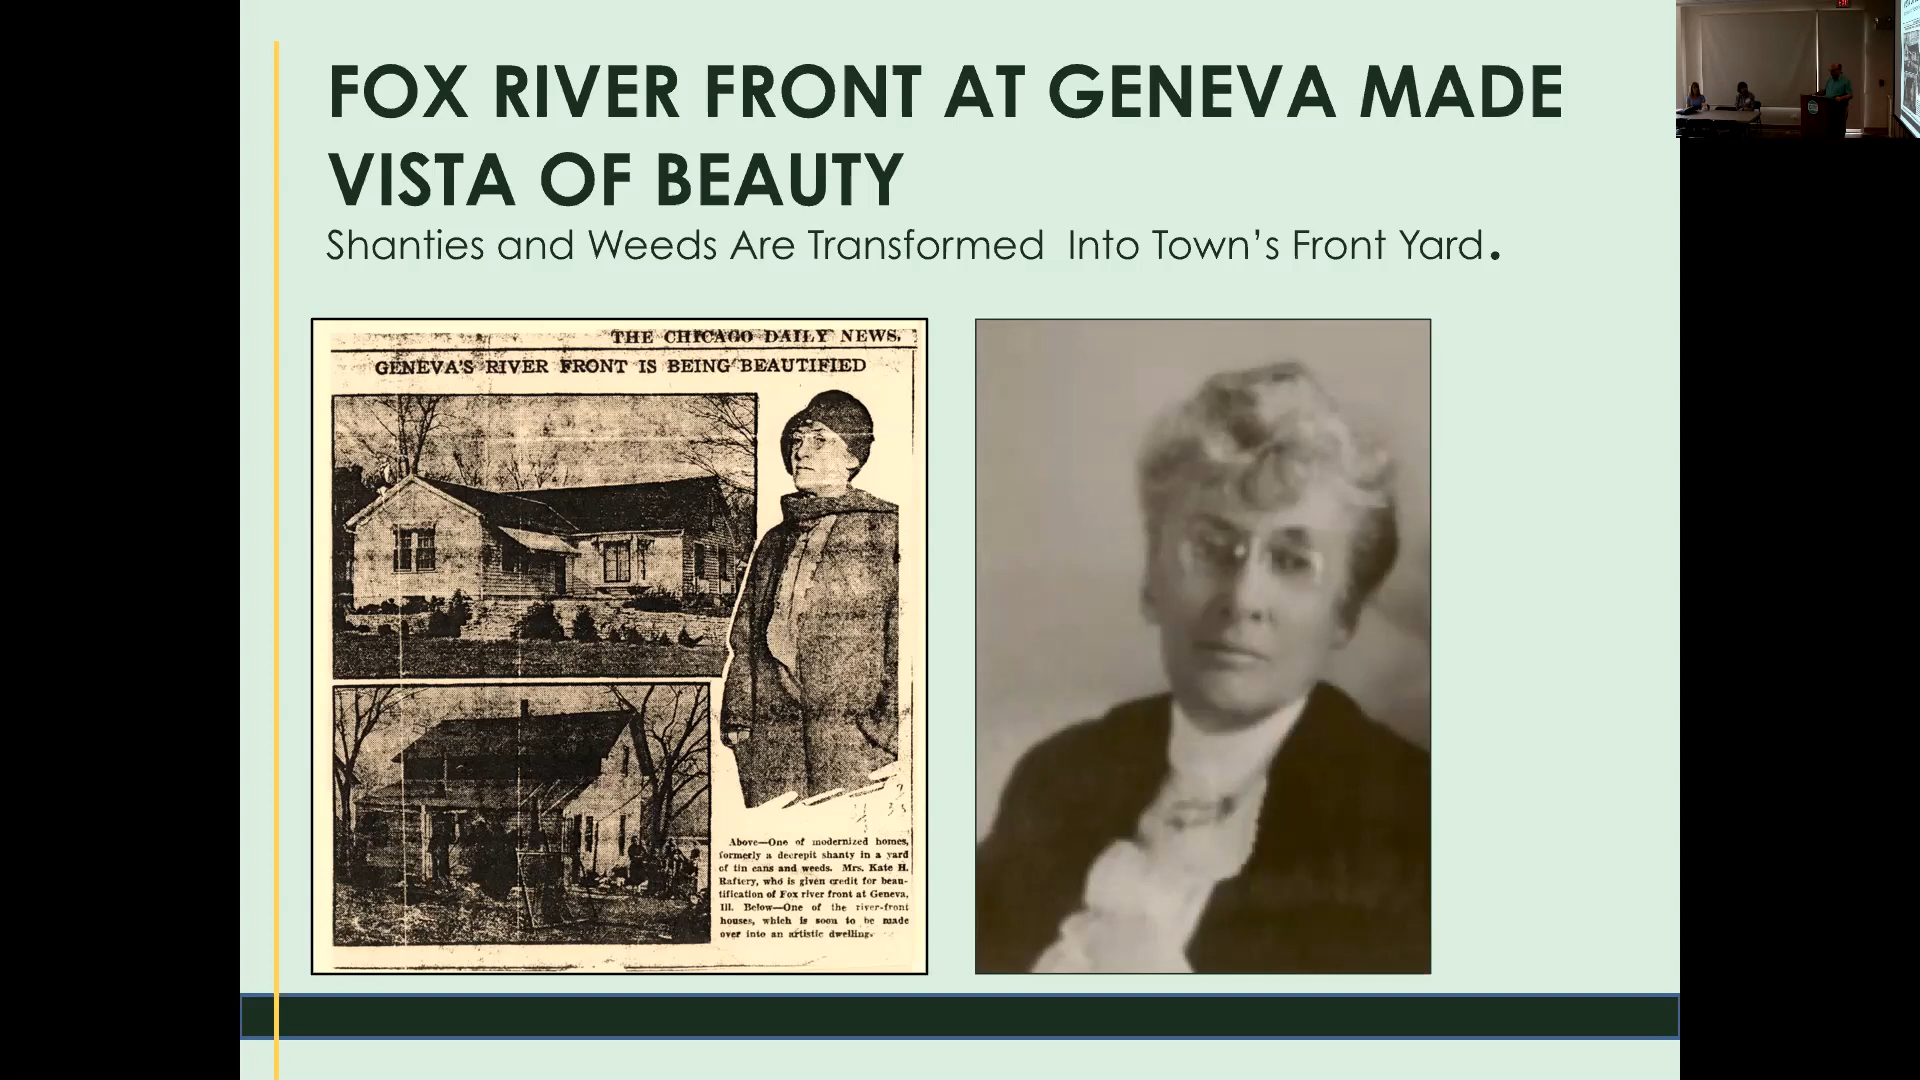 FOX RIVER FRONT AT GENEVA MADE
VISTA OF BEAUTY
Shanties and Weeds Are Transformed Into Town’s Front Yard.
THE CHICAGO DAILY NEWS,
GENEVA'S RIVER FRONT IS BEING BEAUTIFIED
Above—One of modernized homes,
formerly a decrepit shanty in a yard
of tin cans and weeds. Mrs. Kate H.
Raftery, who is given credit for beau-
tification of Fox river front at Geneva,
Ill. Below—One of the river-front
houses, which is soon to be made
over into an artistic dwelling.